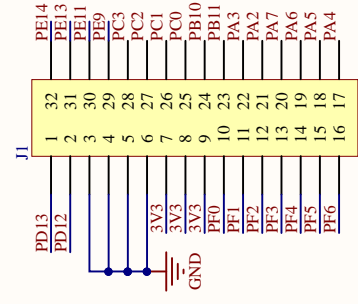 PE14
PE13
PE11
PE9
PC3
PC2
PC1
PC0
PB10
PB11
PA3
PA2
PA7
PA6
PA5
PA4
32
31
30
29
28
27
26
25
24
23
22
21
20
19
18
17
J1
1
2
3
4
5
6
7
8
9
10
11
12
13
14
15
16
PD13
PD12
3V3
3V3
3V3
PF0
PF1
PF2
PF3
PF4
PF5
PF6
GND